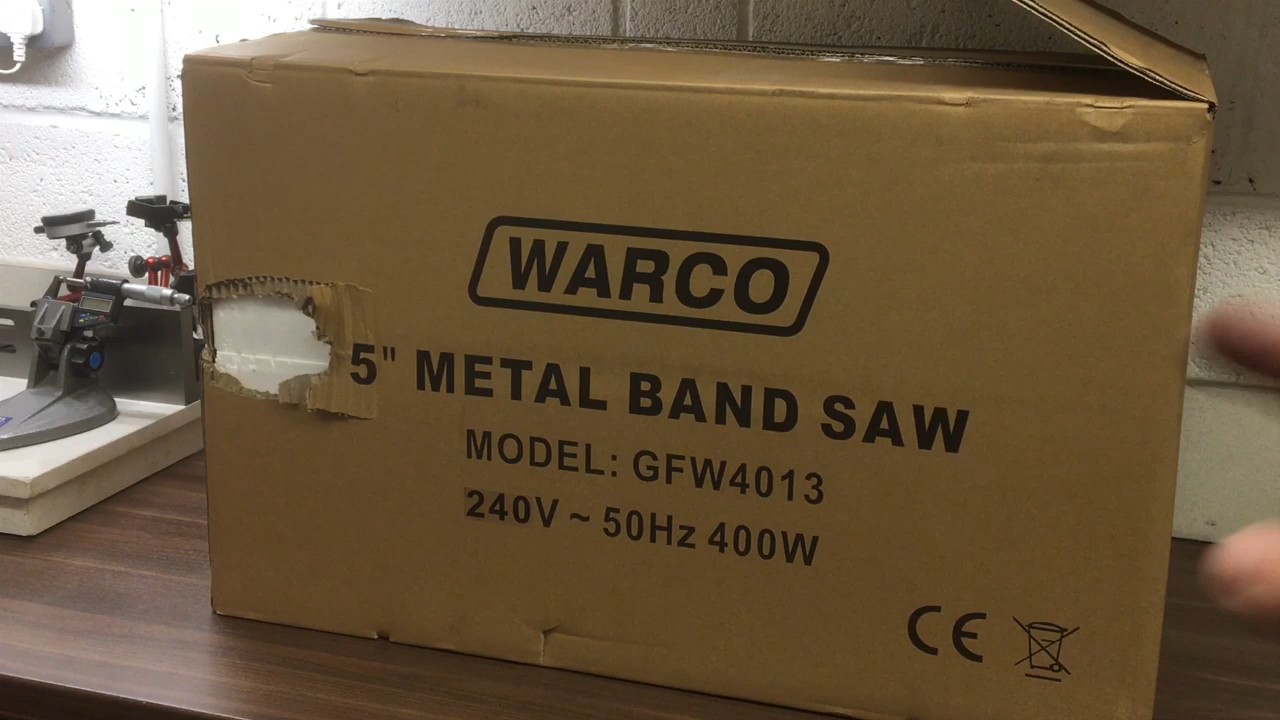 WARCO
5" METAL BAND SAW
MODEL: GFW4013
240V ~ 50Hz 400W
CE